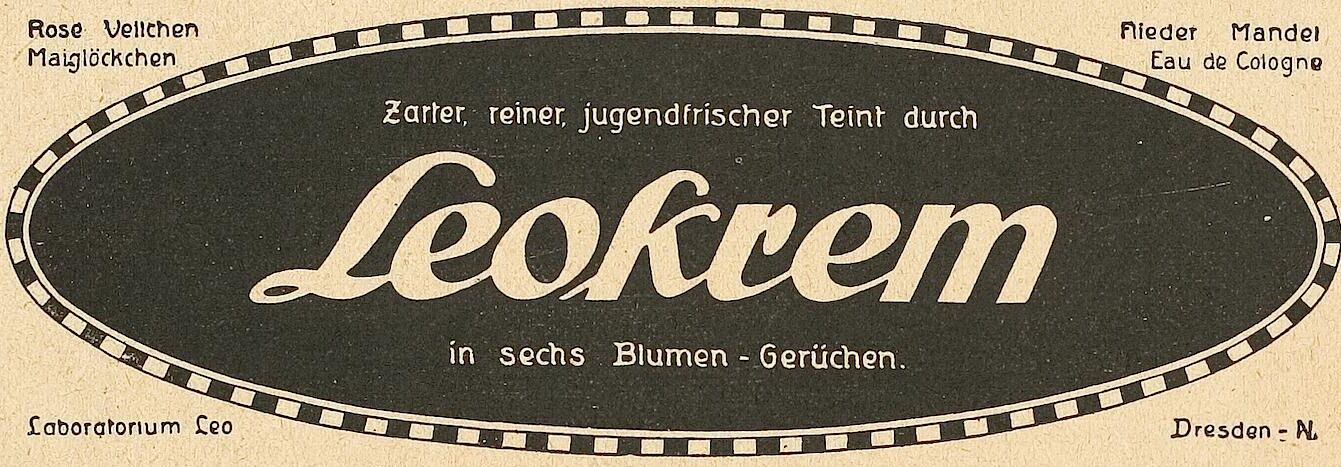 Rose Veilchen
Maiglöckchen
Flieder Mandel
Eau de Cologne
Zarter, reiner, jugendfrischer Teint durch
Leokrem
in sechs Blumen - Gerüchen.
Laboratorium Leo
Dresden - N.